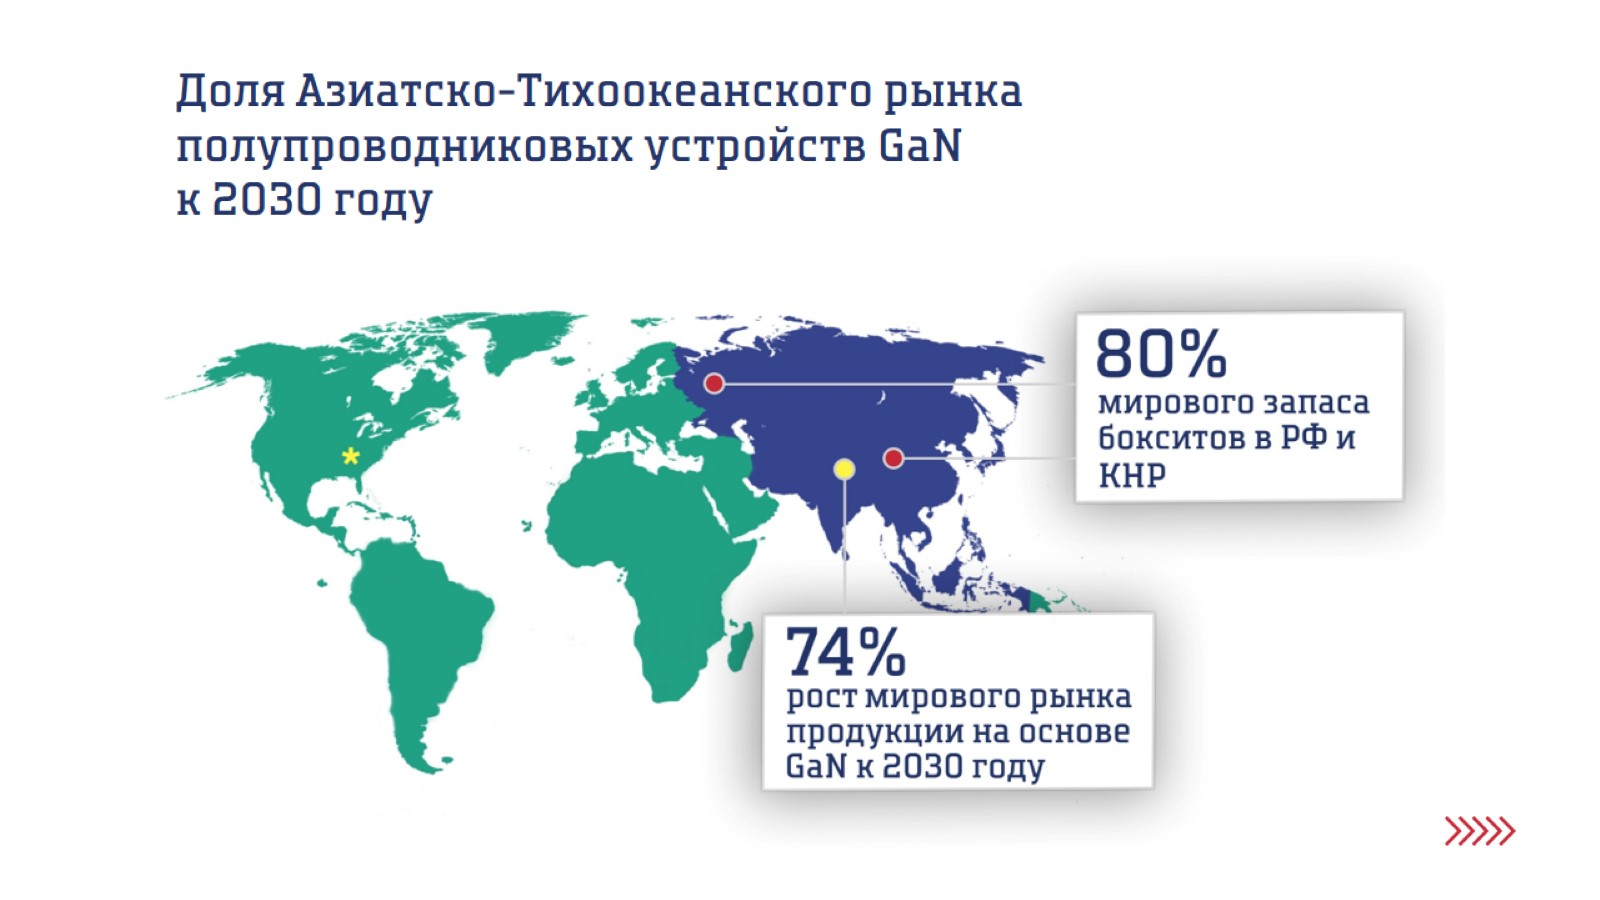 Доля Азиатско-Тихоокеанского рынка
полупроводниковых устройств GaN
к 2030 году
80%
мирового запаса
бокситов в РФ и
КНР
*
74%
рост мирового рынка
продукции на основе
GaN к 2030 году